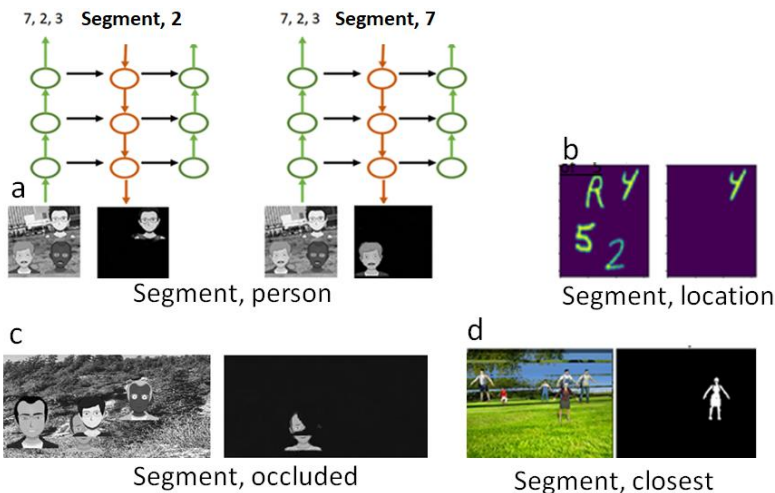 7, 2, 3 Segment, 2
7, 2, 3 Segment, 7
a
Segment, person
b
R Y
5
2
Y
Segment, location
c
Segment, occluded
d
Segment, closest